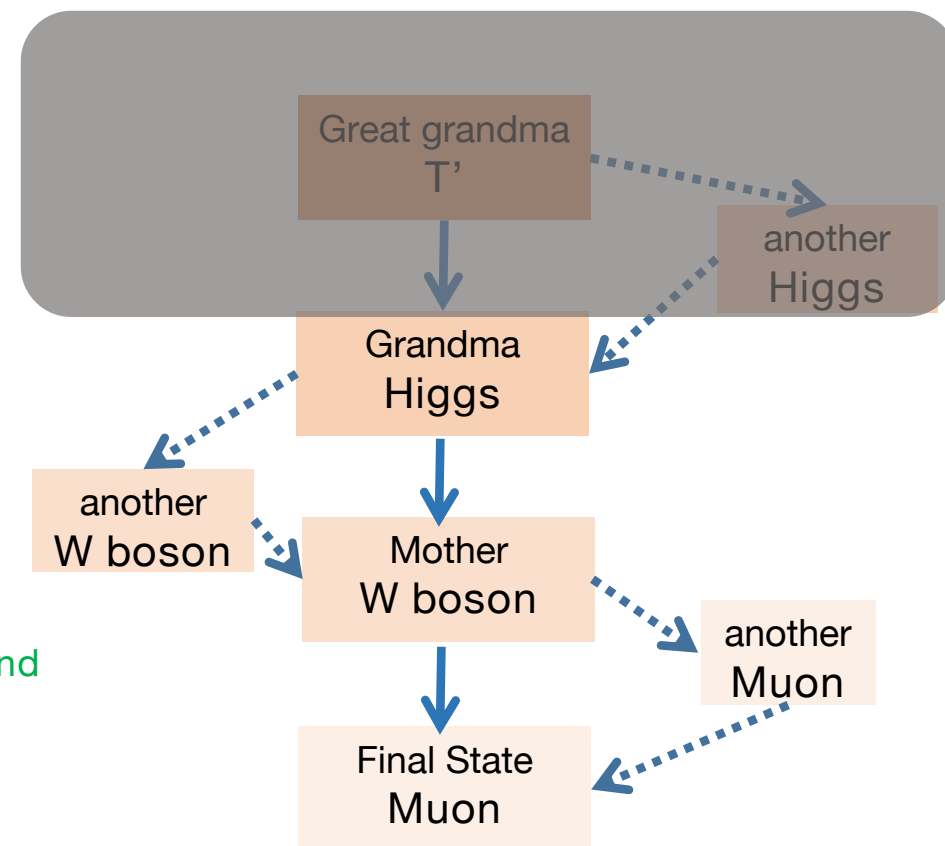 Great grandma
T’
another
Higgs
Grandma
Higgs
another
W boson
Mother
W boson
nd
another
Muon
Final State
Muon